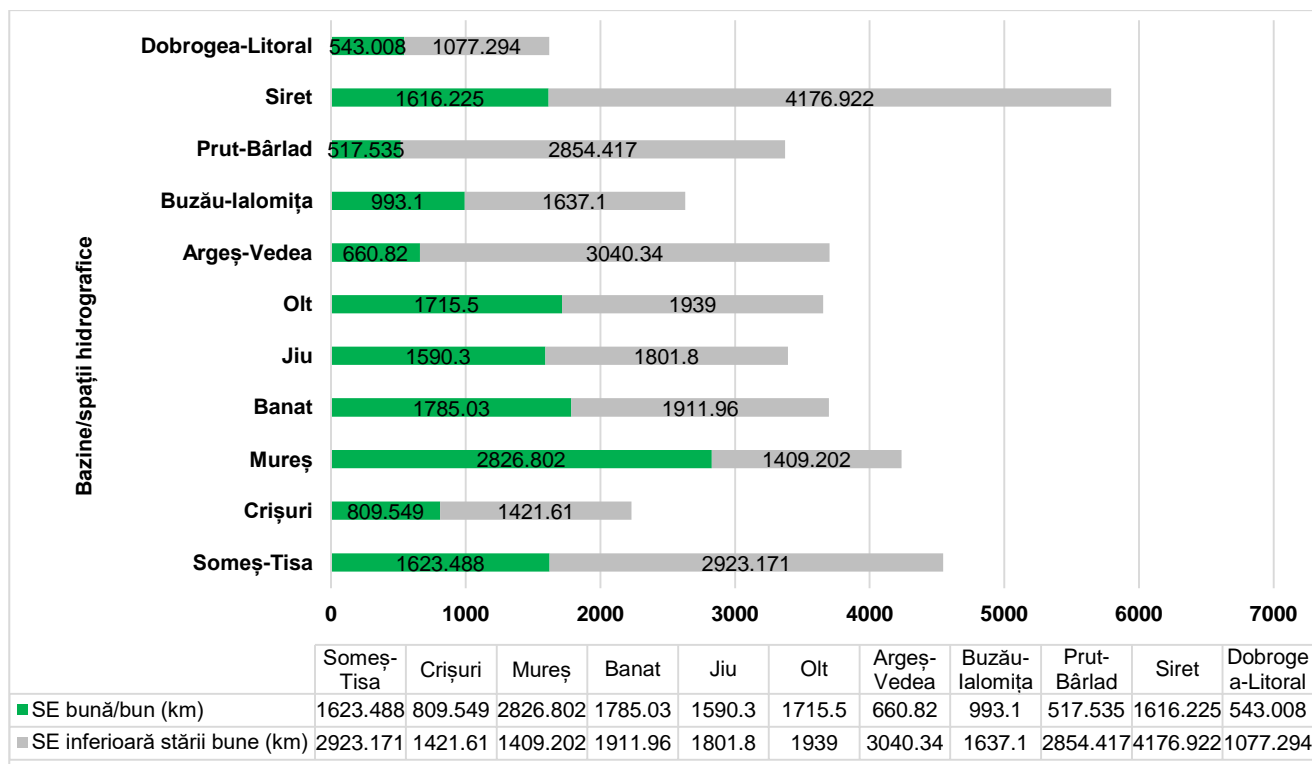 Bazine/spații hidrografice
Dobrogea-Litoral 543.008 1077.294
Siret 1616.225 4176.922
Prut-Bârlad 517.535 2854.417
Buzău-Ialomița 993.1 1637.1
Argeș-Vedea 660.82 3040.34
Olt 1715.5 1939
Jiu 1590.3 1801.8
Banat 1785.03 1911.96
Mureș 2826.802 1409.202
Crișuri 809.549 1421.61
Someș-Tisa 1623.488 2923.171
0 1000 2000 3000 4000 5000 6000 7000
Someș-Tisa Crișuri Mureș Banat Jiu Olt Argeș-Vedea Buzău-Ialomița Prut-Bârlad Siret Dobrogea-Litoral
SE bună/bun (km) 1623.488 809.549 2826.802 1785.03 1590.3 1715.5 660.82 993.1 517.535 1616.225 543.008
SE inferioară stării bune (km) 2923.171 1421.61 1409.202 1911.96 1801.8 1939 3040.34 1637.1 2854.417 4176.922 1077.294